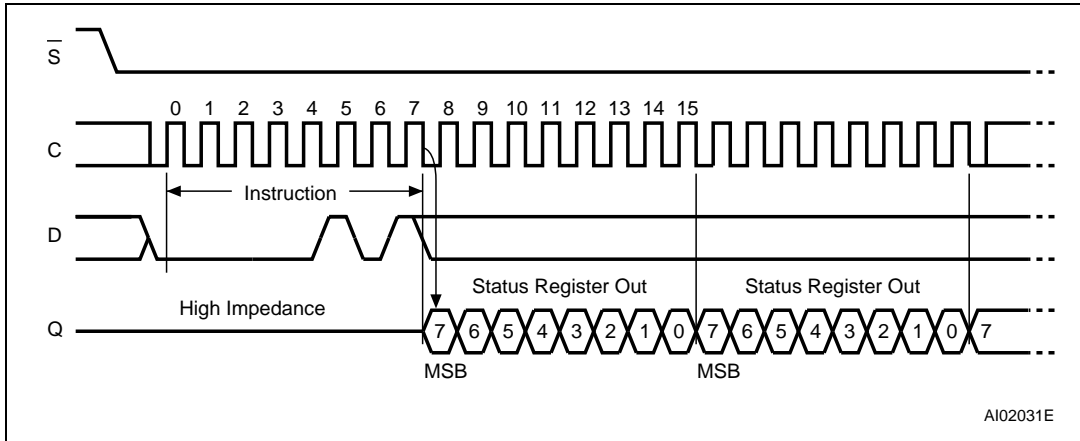 S
0 1 2 3 4 5 6 7 8 9 10 11 12 13 14 15
C
Instruction
D
Status Register Out Status Register Out
High Impedance
Q 7 6 5 4 3 2 1 0 7 6 5 4 3 2 1 0 7
MSB MSB
AI02031E